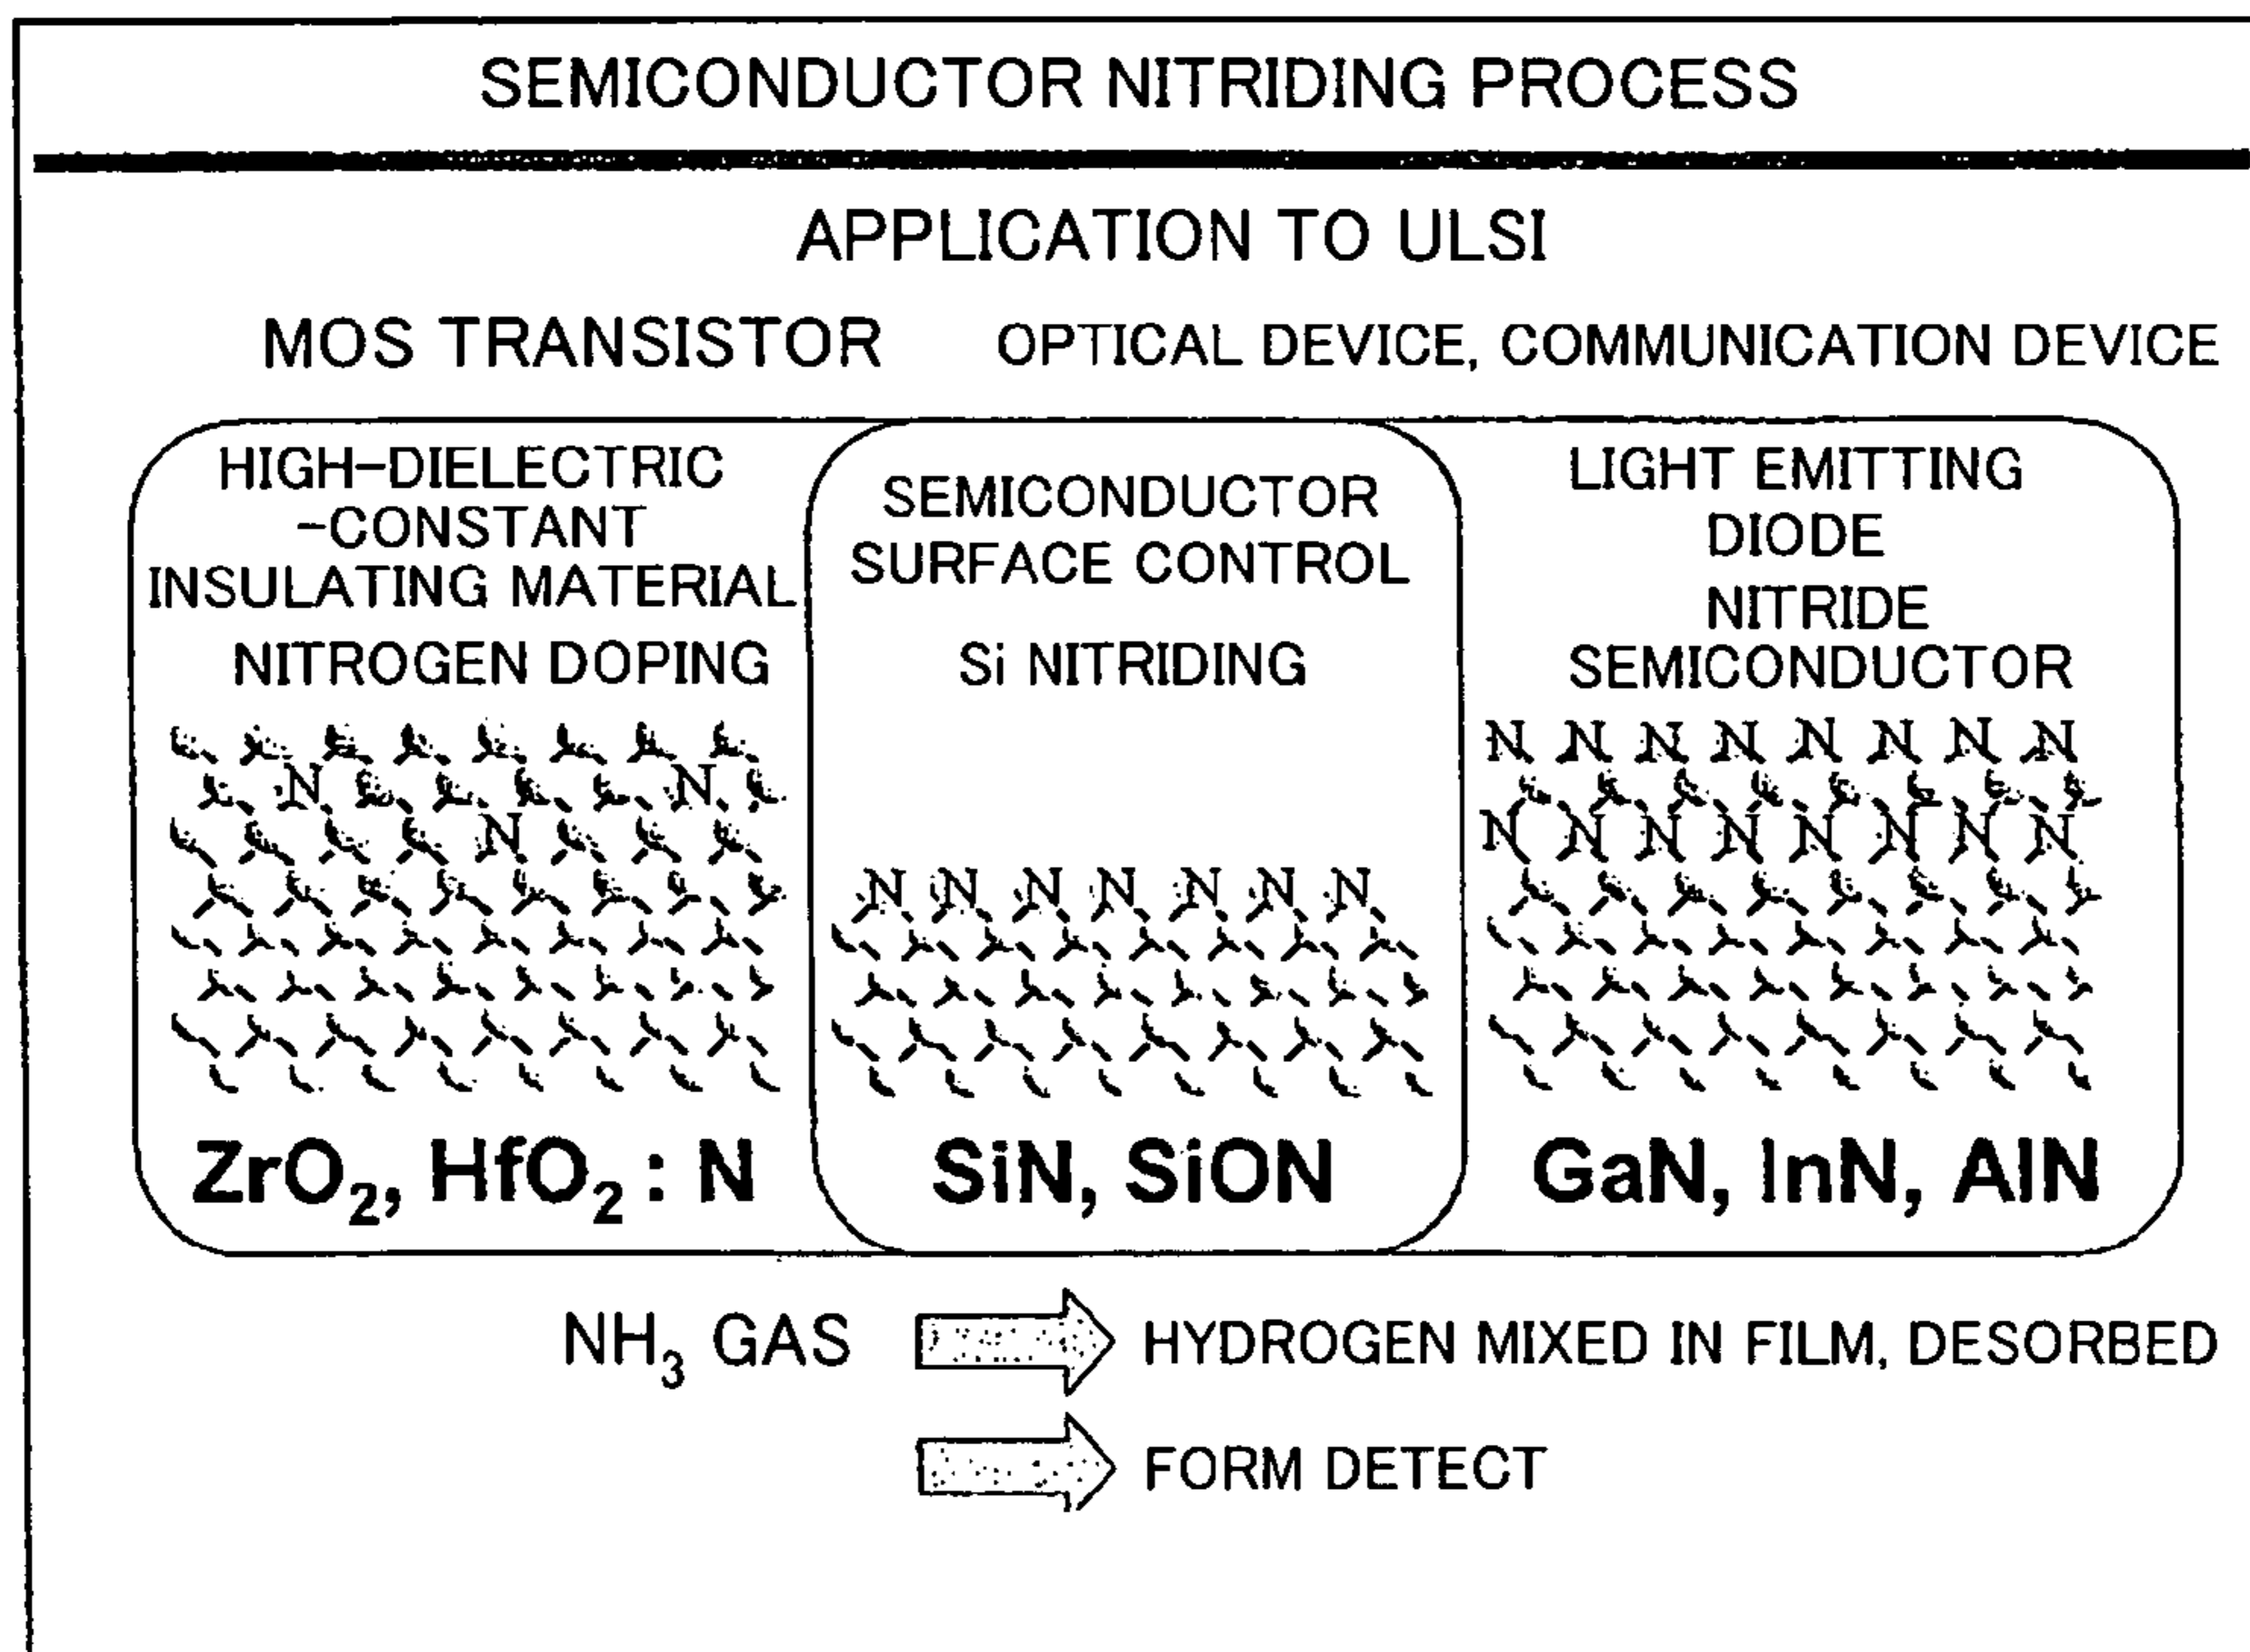 SEMICONDUCTOR NITRIDING PROCESS
APPLICATION TO ULSI
MOS TRANSISTOR OPTICAL DEVICE, COMMUNICATION DEVICE
HIGH-DIELECTRIC
-CONSTANT
INSULATING MATERIAL
NITROGEN DOPING
N N
N
ZrO₂, HfO₂ : N
SEMICONDUCTOR
SURFACE CONTROL
Si NITRIDING
N N N N N N N
SiN, SiON
LIGHT EMITTING
DIODE
NITRIDE
SEMICONDUCTOR
N N N N N N N N
N N N N N N N N
GaN, InN, AlN
NH₃ GAS HYDROGEN MIXED IN FILM, DESORBED
FORM DETECT